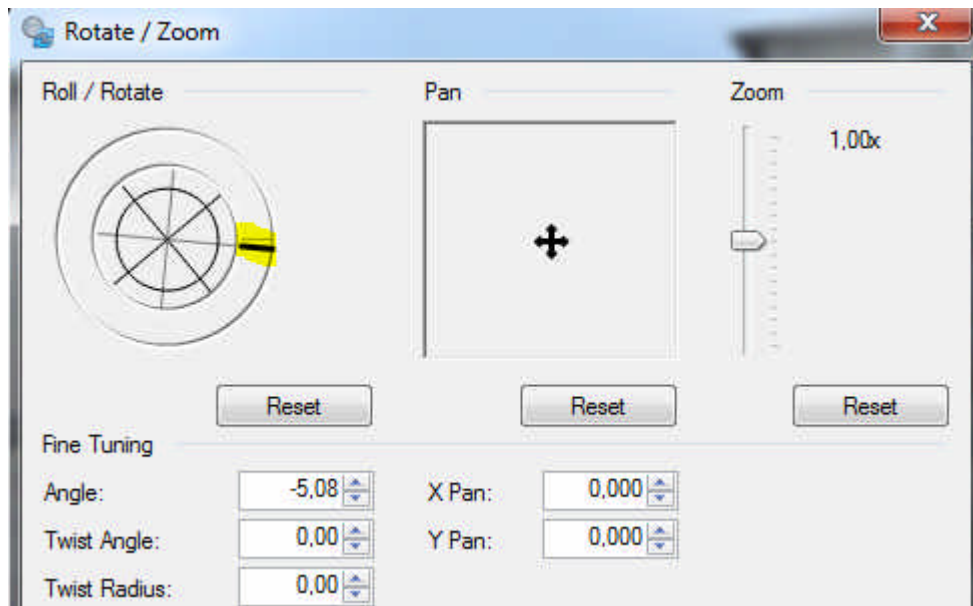 Rotate / Zoom
Roll / Rotate Pan Zoom
1,00x
Reset Reset Reset
Fine Tuning
Angle: -5,08 X Pan: 0,000
Twist Angle: 0,00 Y Pan: 0,000
Twist Radius: 0,00